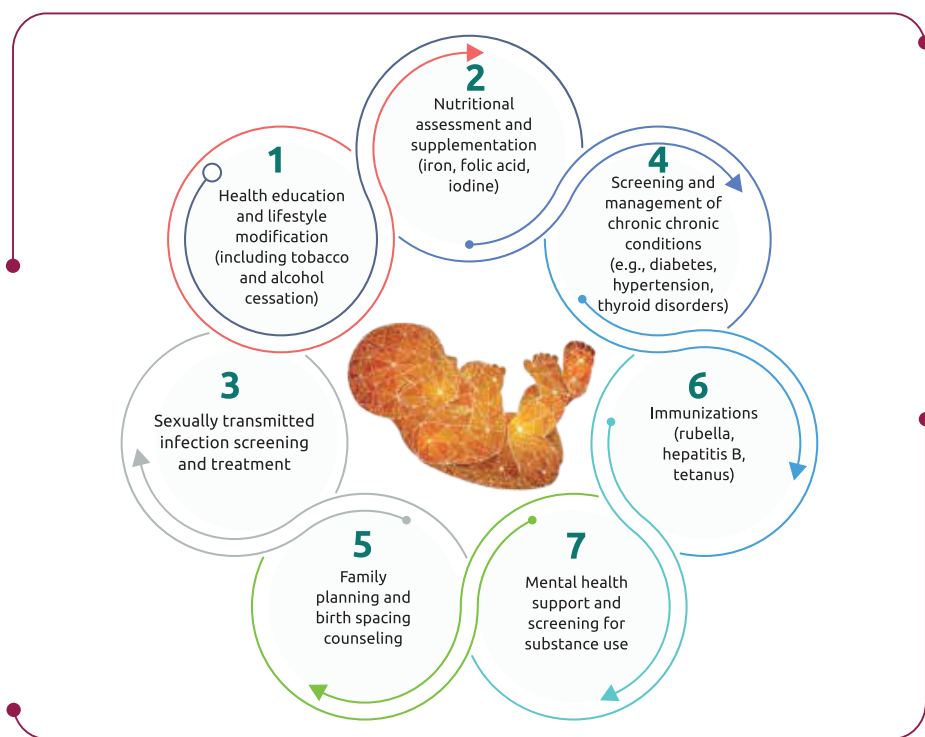 1
Health education
and lifestyle
modification
(including tobacco
and alcohol
cessation)
2
Nutritional
assessment and
supplementation
(iron, folic acid,
iodine)
3
Sexually transmitted
infection screening
and treatment
4
Screening and
management of
chronic chronic
conditions
(e.g., diabetes,
hypertension,
thyroid disorders)
5
Family
planning and
birth spacing
counseling
6
Immunizations
(rubella,
hepatitis B,
tetanus)
7
Mental health
support and
screening for
substance use